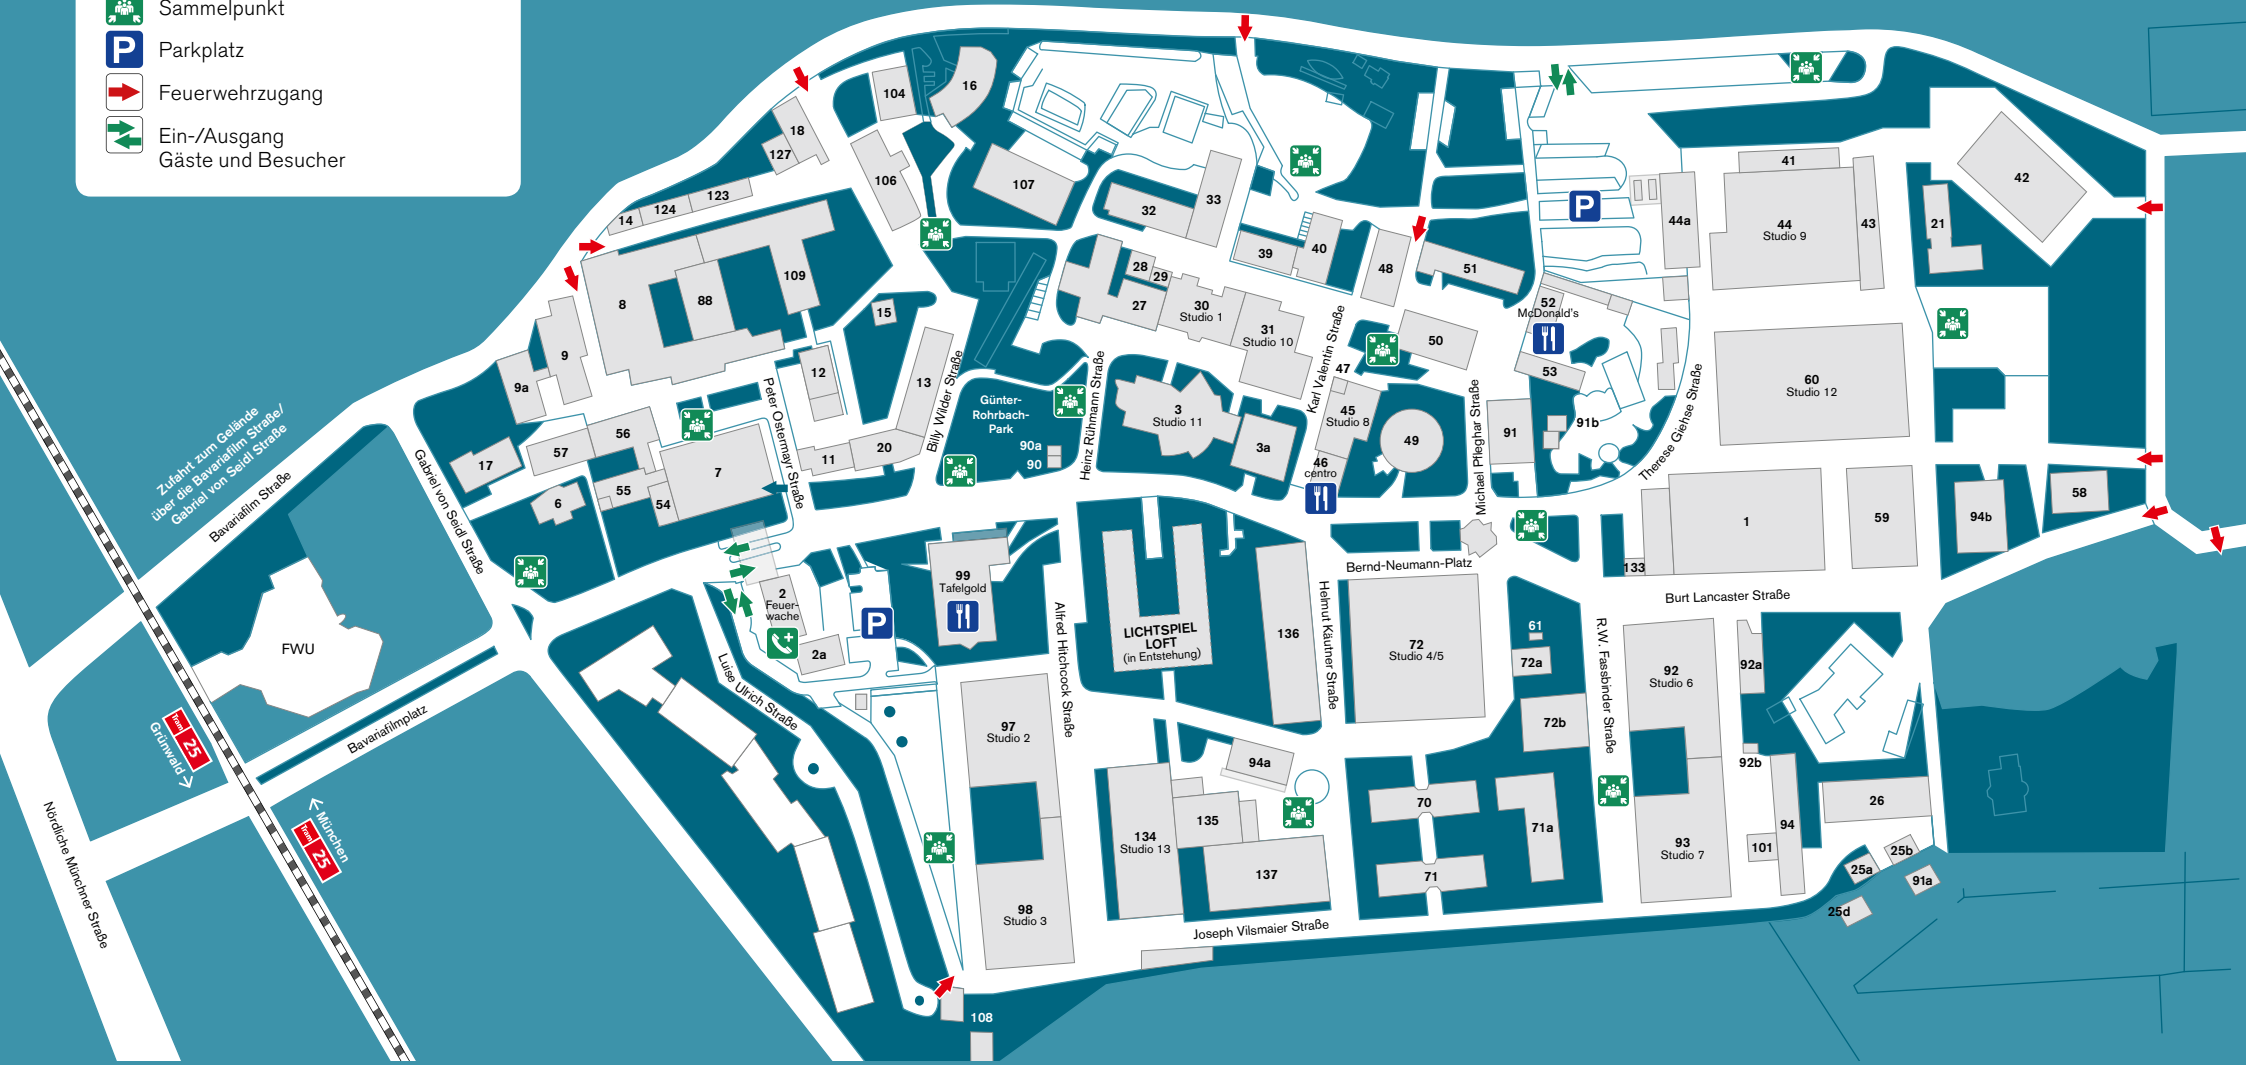 Sammelpunkt
Parkplatz
Feuerwehrzugang
Ein-/Ausgang
Gäste und Besucher
P
16
104
18
127
106
107
123
124
14
32
33
39
40
48
51
41
44a
44
Studio 9
43
42
21
P
8
88
109
15
28
29
27
30
Studio 1
31
Studio 10
52
McDonald's
50
53
47
9
9a
12
13
Peter Ostermayr Straße
Billy Wilder Straße
Heinz Rühmann Straße
Karl Valentin Straße
Michael Pfleghar Straße
Therese Giehse Straße
Günter-
Rohrbach-
Park
90a
90
3
Studio 11
3a
45
Studio 8
46
centro
49
91
91b
60
Studio 12
Zufahrt zum Gelände
über die Bavariafilm Straße/
Gabriel von Seidl Straße
Bavariafilm Straße
Gabriel von Seidl Straße
17
57
56
55
54
6
7
11
20
1
133
59
94b
58
99
Tafelgold
2
Feuer-
wache
2a
P
LICHTSPIEL
LOFT
(in Entstehung)
136
Bernd-Neumann-Platz
72
Studio 4/5
61
72a
72b
Burt Lancaster Straße
92
Studio 6
92a
92b
FWU
Luise Ulrich Straße
Alfred Hitchcock Straße
Helmut Käutner Straße
R.W. Fassbinder Straße
Bavariafilmplatz
Nördliche Münchner Straße
Tram 25
Grünwald
Tram 25
München
97
Studio 2
98
Studio 3
94a
134
Studio 13
135
137
70
71
71a
93
Studio 7
94
101
26
25a
25b
91a
25d
Joseph Vilsmaier Straße
108